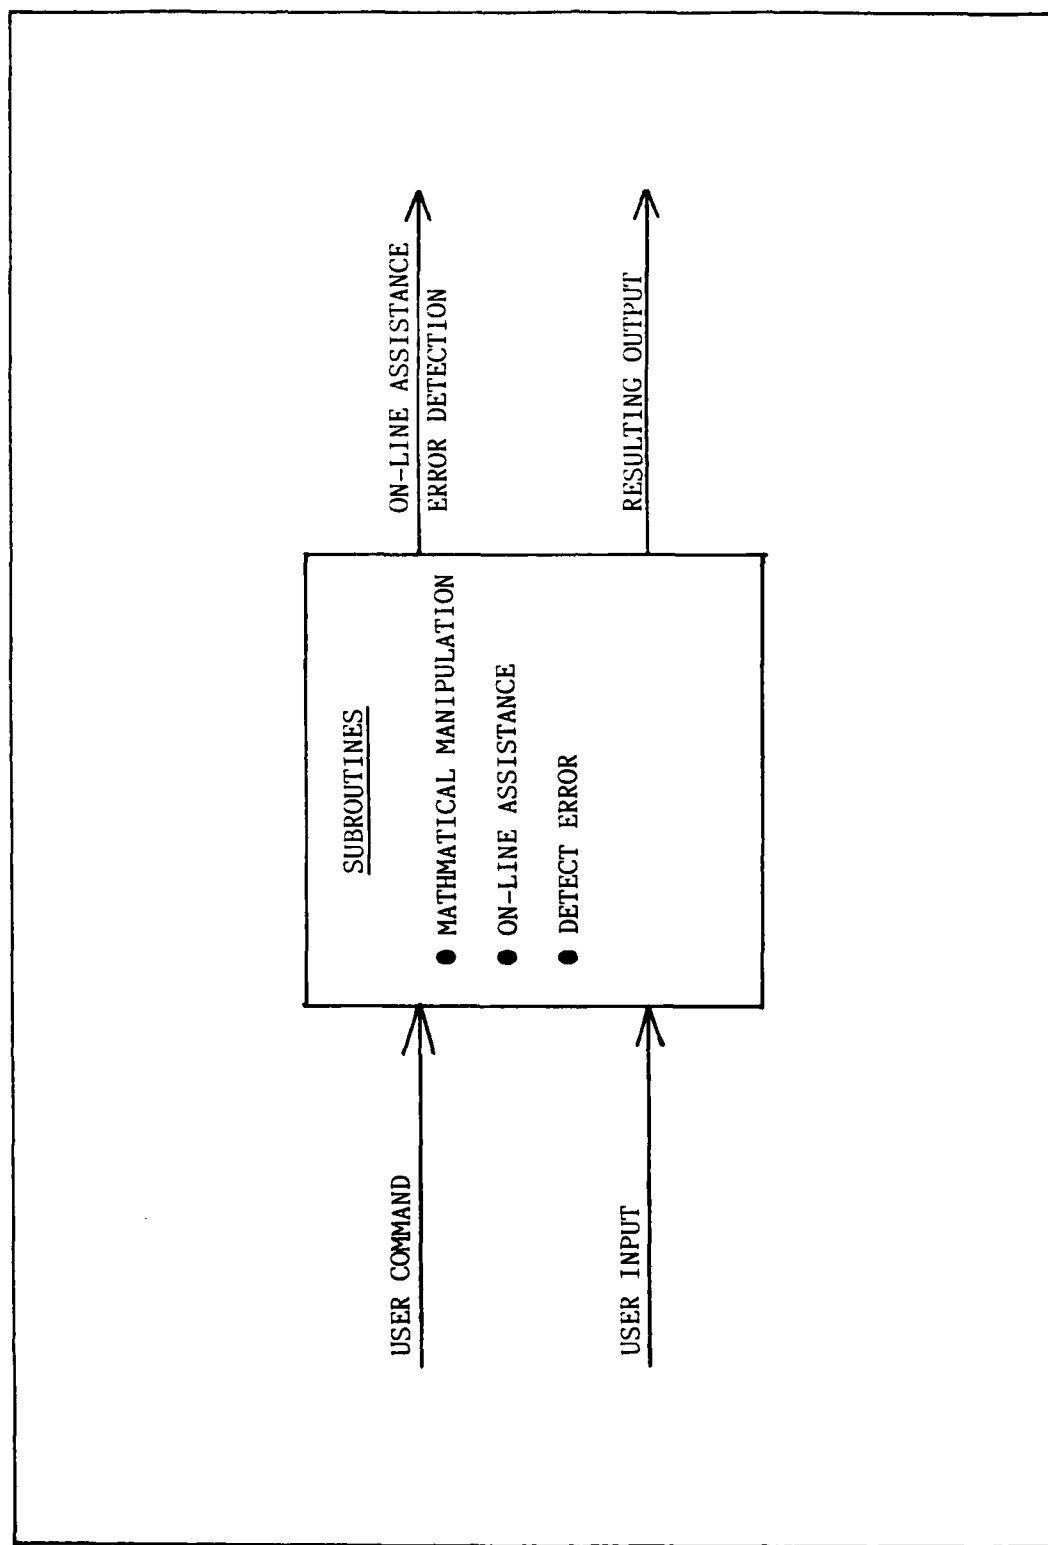 USER COMMAND
USER INPUT
SUBROUTINES
● MATHMATICAL MANIPULATION
● ON-LINE ASSISTANCE
● DETECT ERROR
ON-LINE ASSISTANCE
ERROR DETECTION
RESULTING OUTPUT